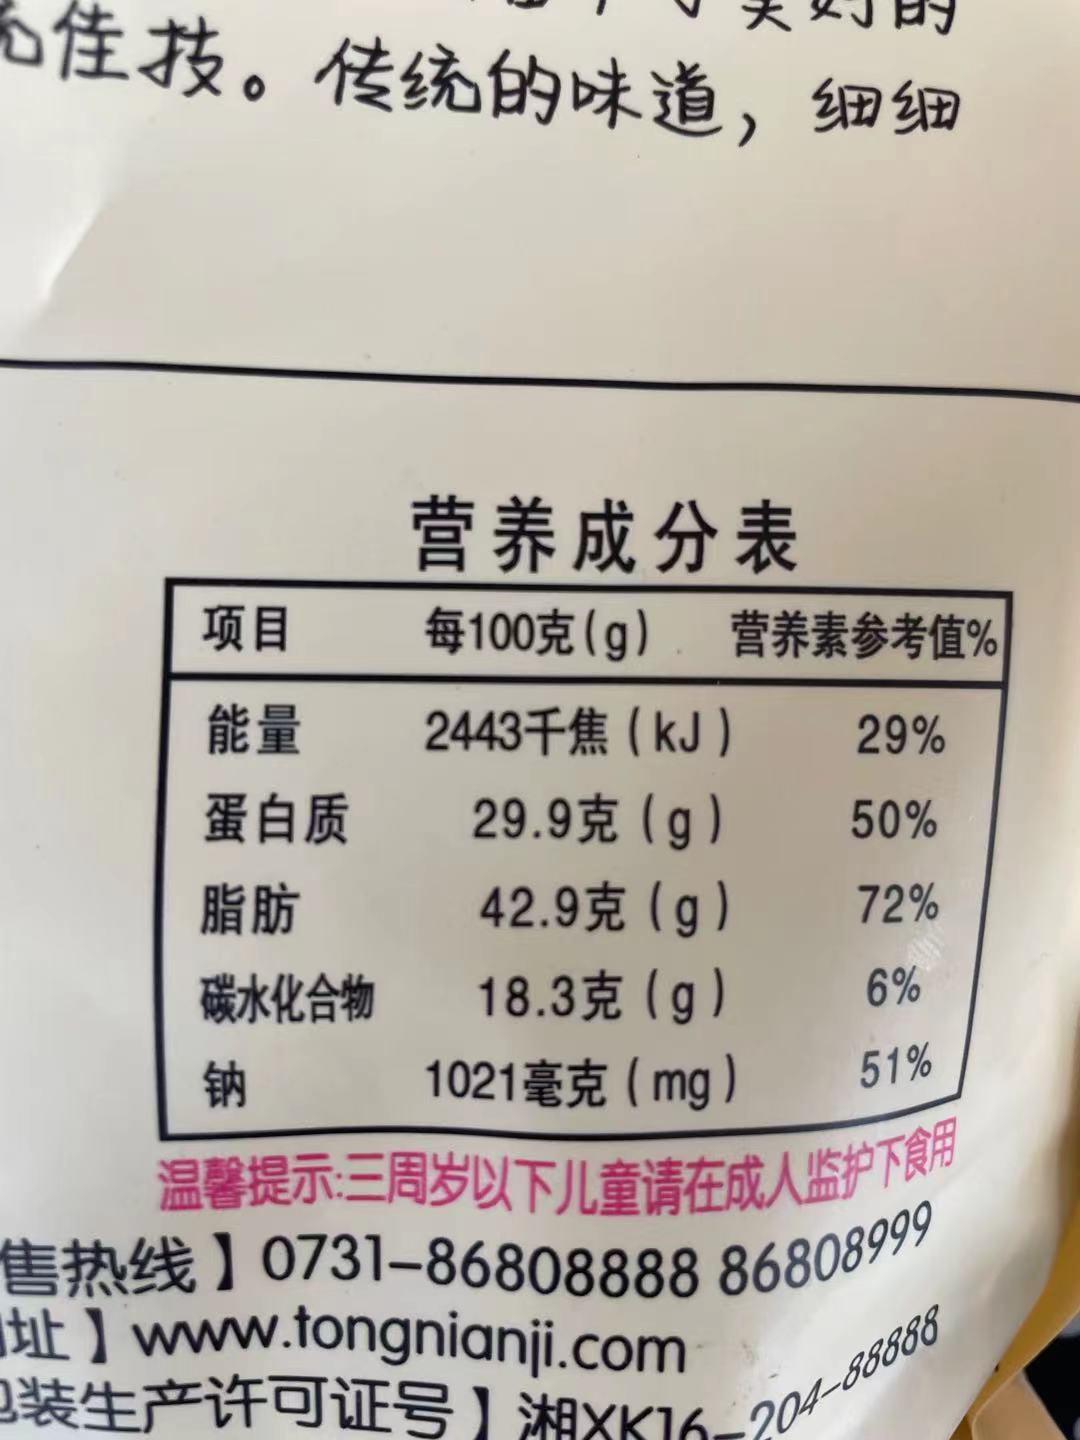 美好的
佳技。传统的味道，细细
营养成分表
项目 每100克(g) 营养素参考值%
能量 2443千焦(kJ) 29%
蛋白质 29.9克(g) 50%
脂肪 42.9克(g) 72%
碳水化合物 18.3克(g) 6%
钠 1021毫克(mg) 51%
温馨提示:三周岁以下儿童请在成人监护下食用
售热线】0731-86808888 86808999
址】www.tongnianji.com
装生产许可证号】湘XK16-204-88888